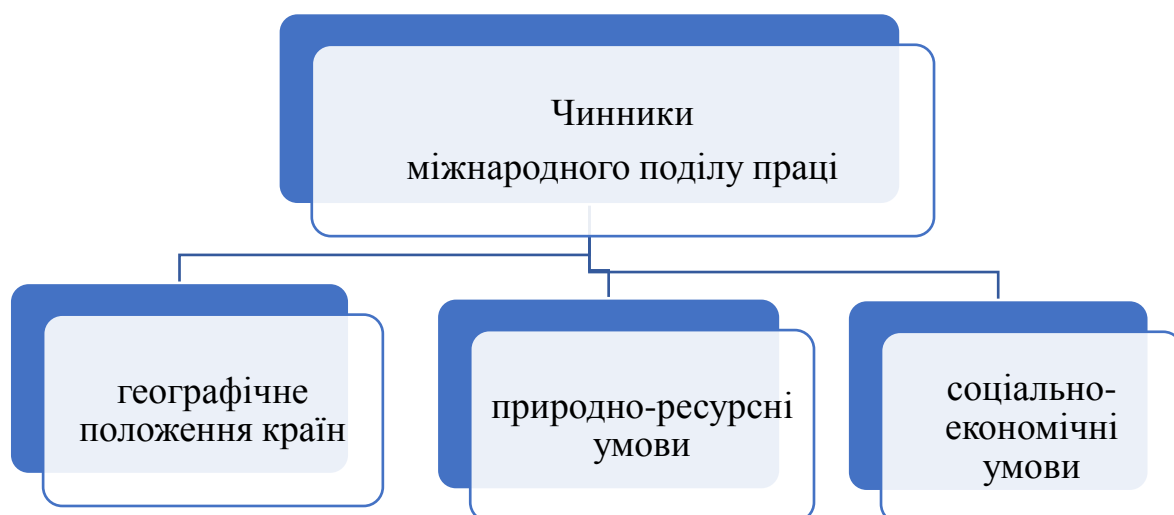 Чинники
міжнародного поділу праці
географічне
положення країн
природно-ресурсні
умови
соціально-
економічні
умови